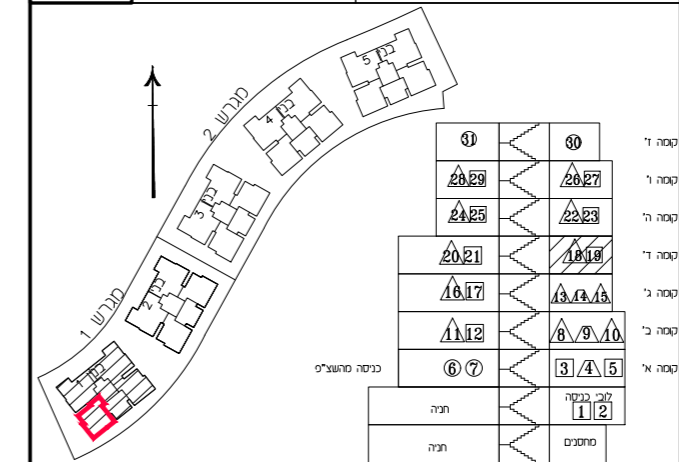 מגרש 2
בנין 5
בנין 4
בנין 3
מגרש 1
בנין 2
בנין 1
קומה ז' 30 31
קומה ו' 26 27 28 29
קומה ה' 22 23 24 25
קומה ד' 18 19 20 21
קומה ג' 13 14 15 16 17
קומה ב' 8 9 10 11 12
קומה א' 3 4 5 6 7 כניסה מהשצ"פ
לובי כניסה
1 2 חניה
מחסנים חניה